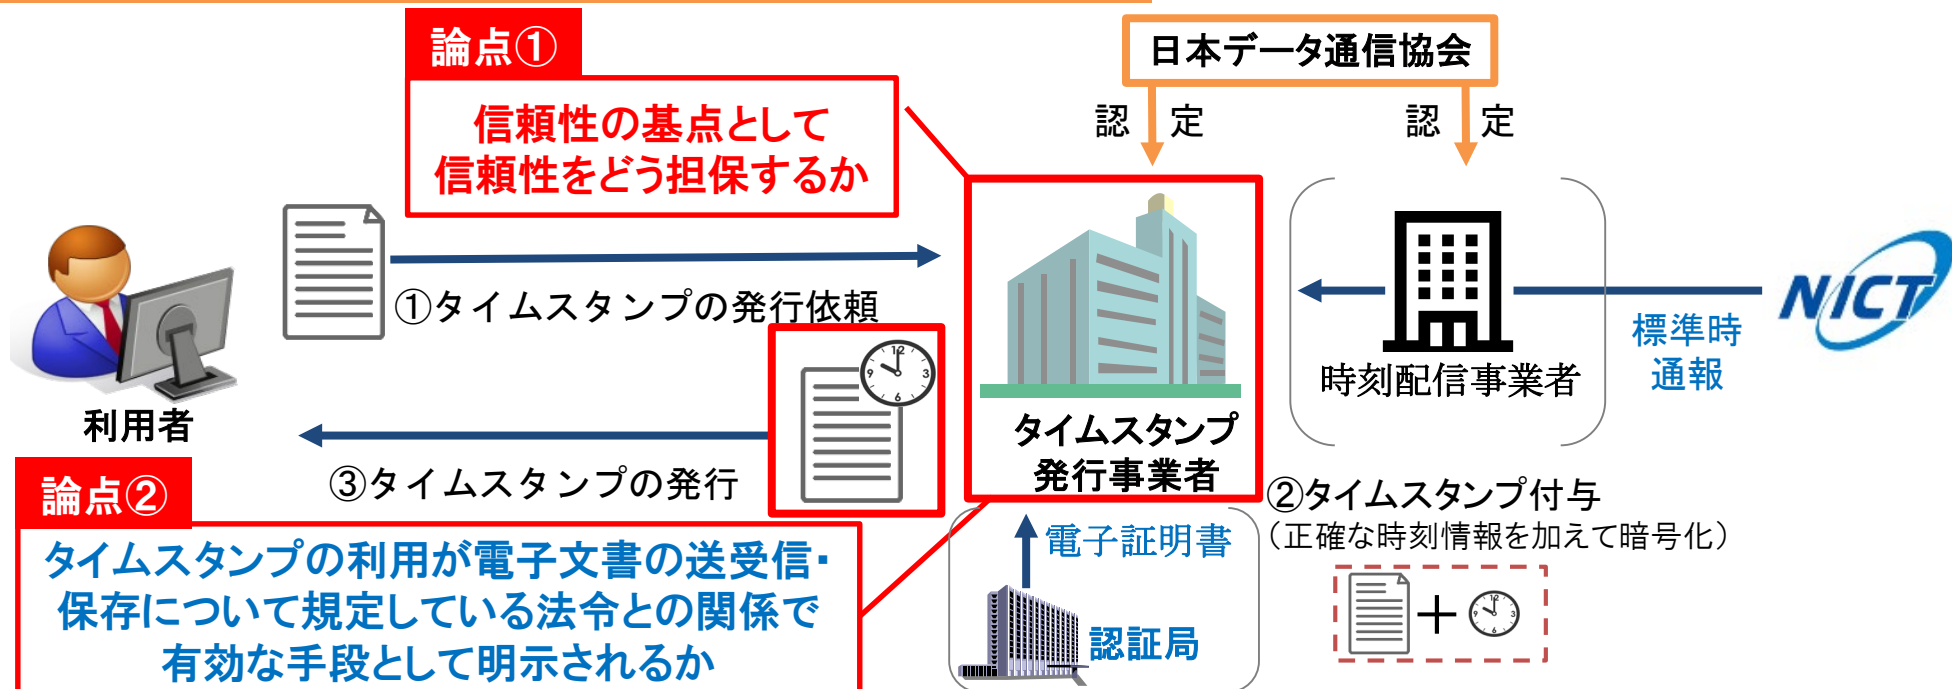 論点①
信頼性の基点として
信頼性をどう担保するか
日本データ通信協会
認 定
認 定
①タイムスタンプの発行依頼
利用者
③タイムスタンプの発行
タイムスタンプ
発行事業者
時刻配信事業者
標準時
通報
NICT
②タイムスタンプ付与
（正確な時刻情報を加えて暗号化）
電子証明書
認証局
論点②
タイムスタンプの利用が電子文書の送受信・
保存について規定している法令との関係で
有効な手段として明示されるか
12
3
6
9
12
3
6
9
+